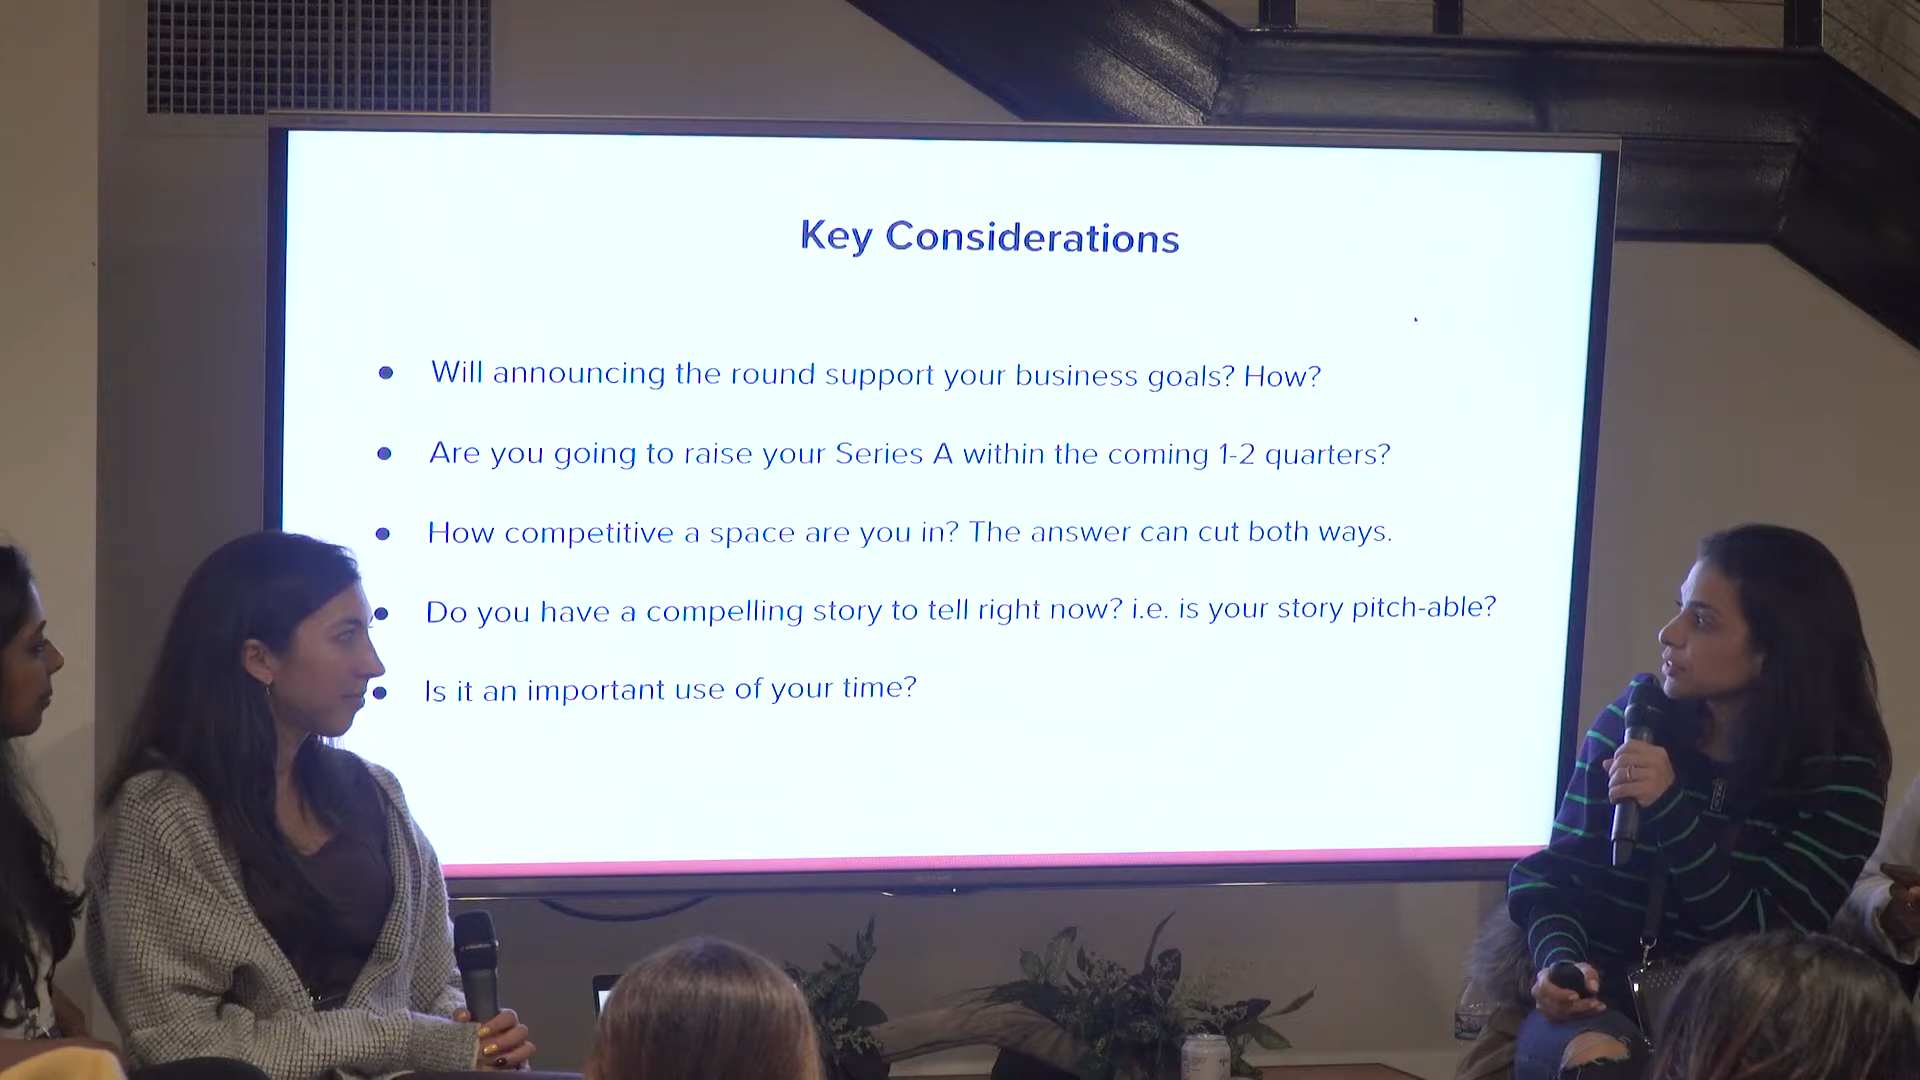 Key Considerations
• Will announcing the round support your business goals? How?
• Are you going to raise your Series A within the coming 1-2 quarters?
• How competitive a space are you in? The answer can cut both ways.
• Do you have a compelling story to tell right now? i.e. is your story pitch-able?
• Is it an important use of your time?